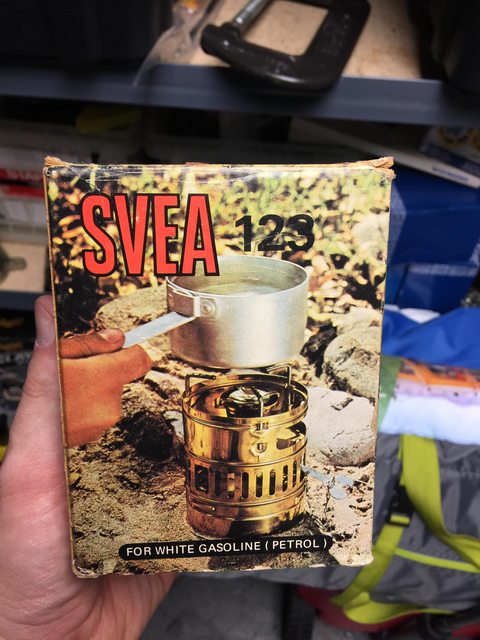 SVEA 123
FOR WHITE GASOLINE ( PETROL )